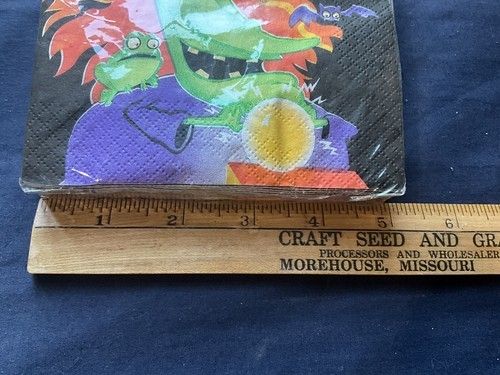 1 2 3 4 5 6
CRAFT SEED AND GRA
PROCESSORS AND WHOLESALER
MOREHOUSE, MISSOURI